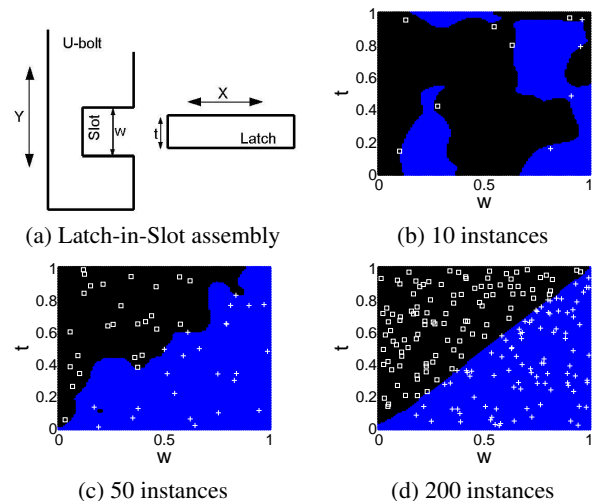 U-bolt
Y
Slot
w
X
t
Latch
(a) Latch-in-Slot assembly
1
0.8
0.6
0.4
0.2
0
t
0 0.5 1
w
(b) 10 instances
1
0.8
0.6
0.4
0.2
0
t
0 0.5 1
w
(c) 50 instances
1
0.8
0.6
0.4
0.2
0
t
0 0.5 1
w
(d) 200 instances